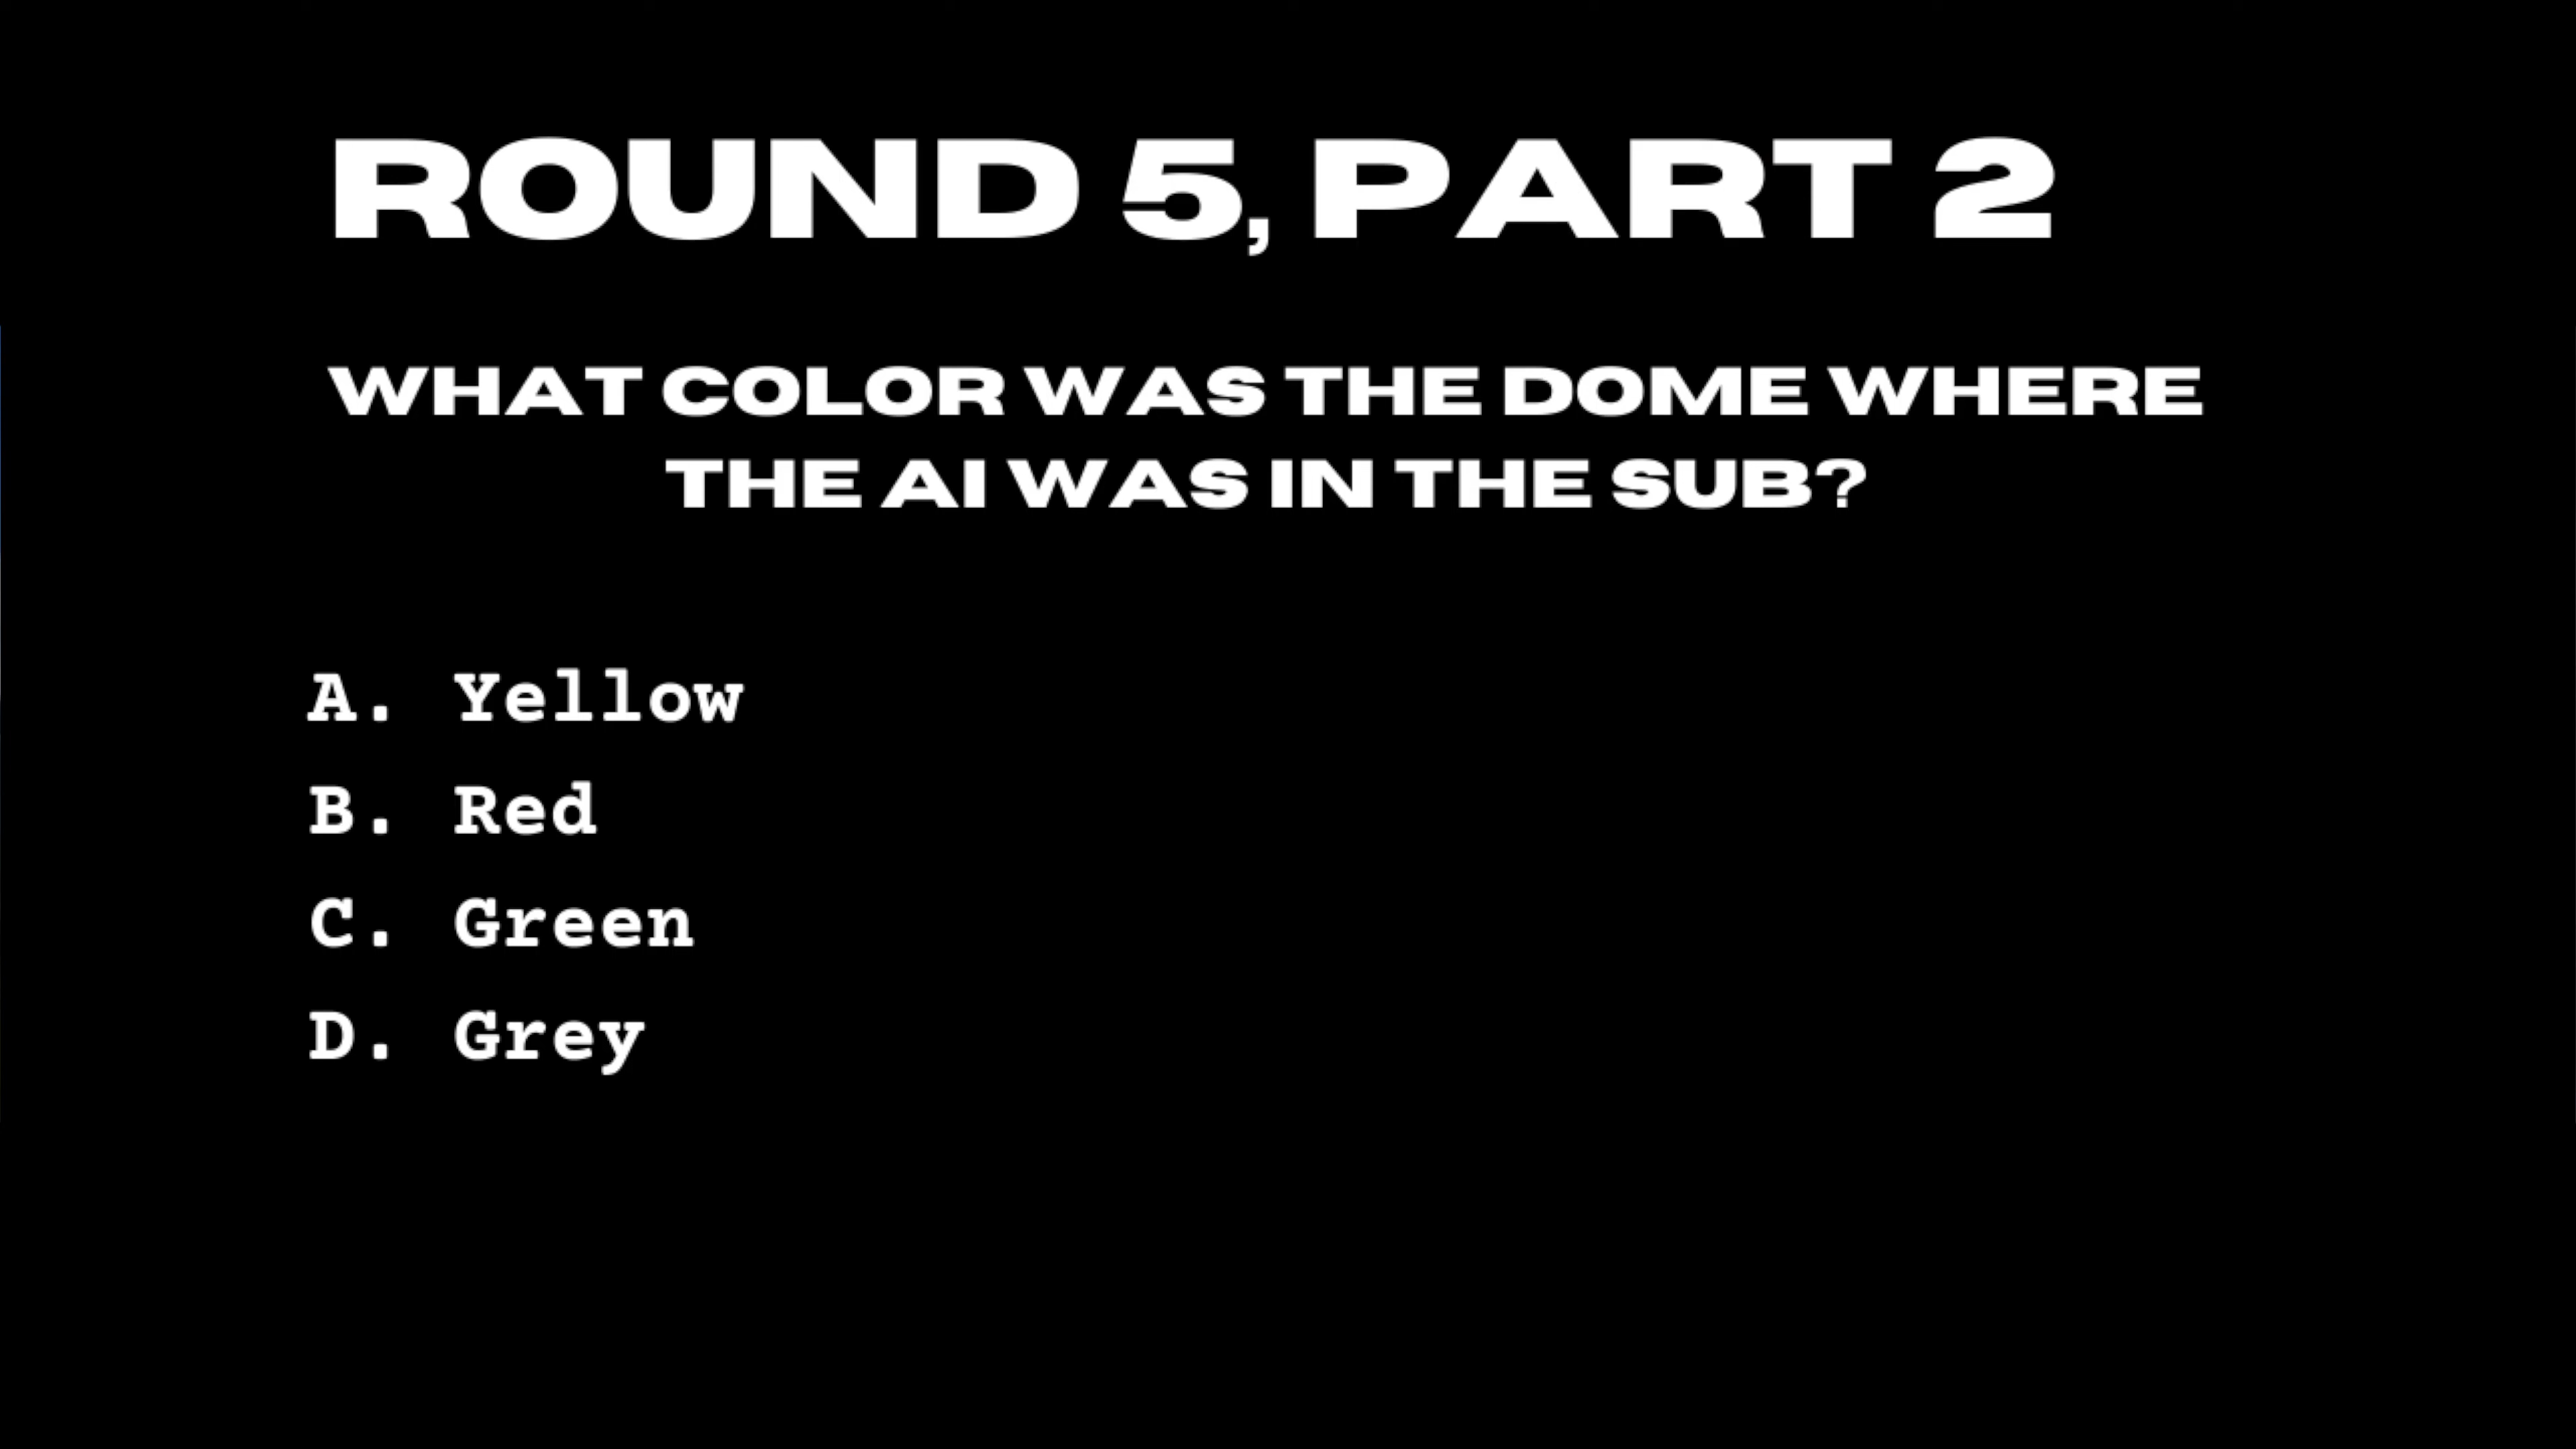 ROUND 5, PART 2
WHAT COLOR WAS THE DOME WHERE
THE AI WAS IN THE SUB?
A. Yellow
B. Red
C. Green
D. Grey